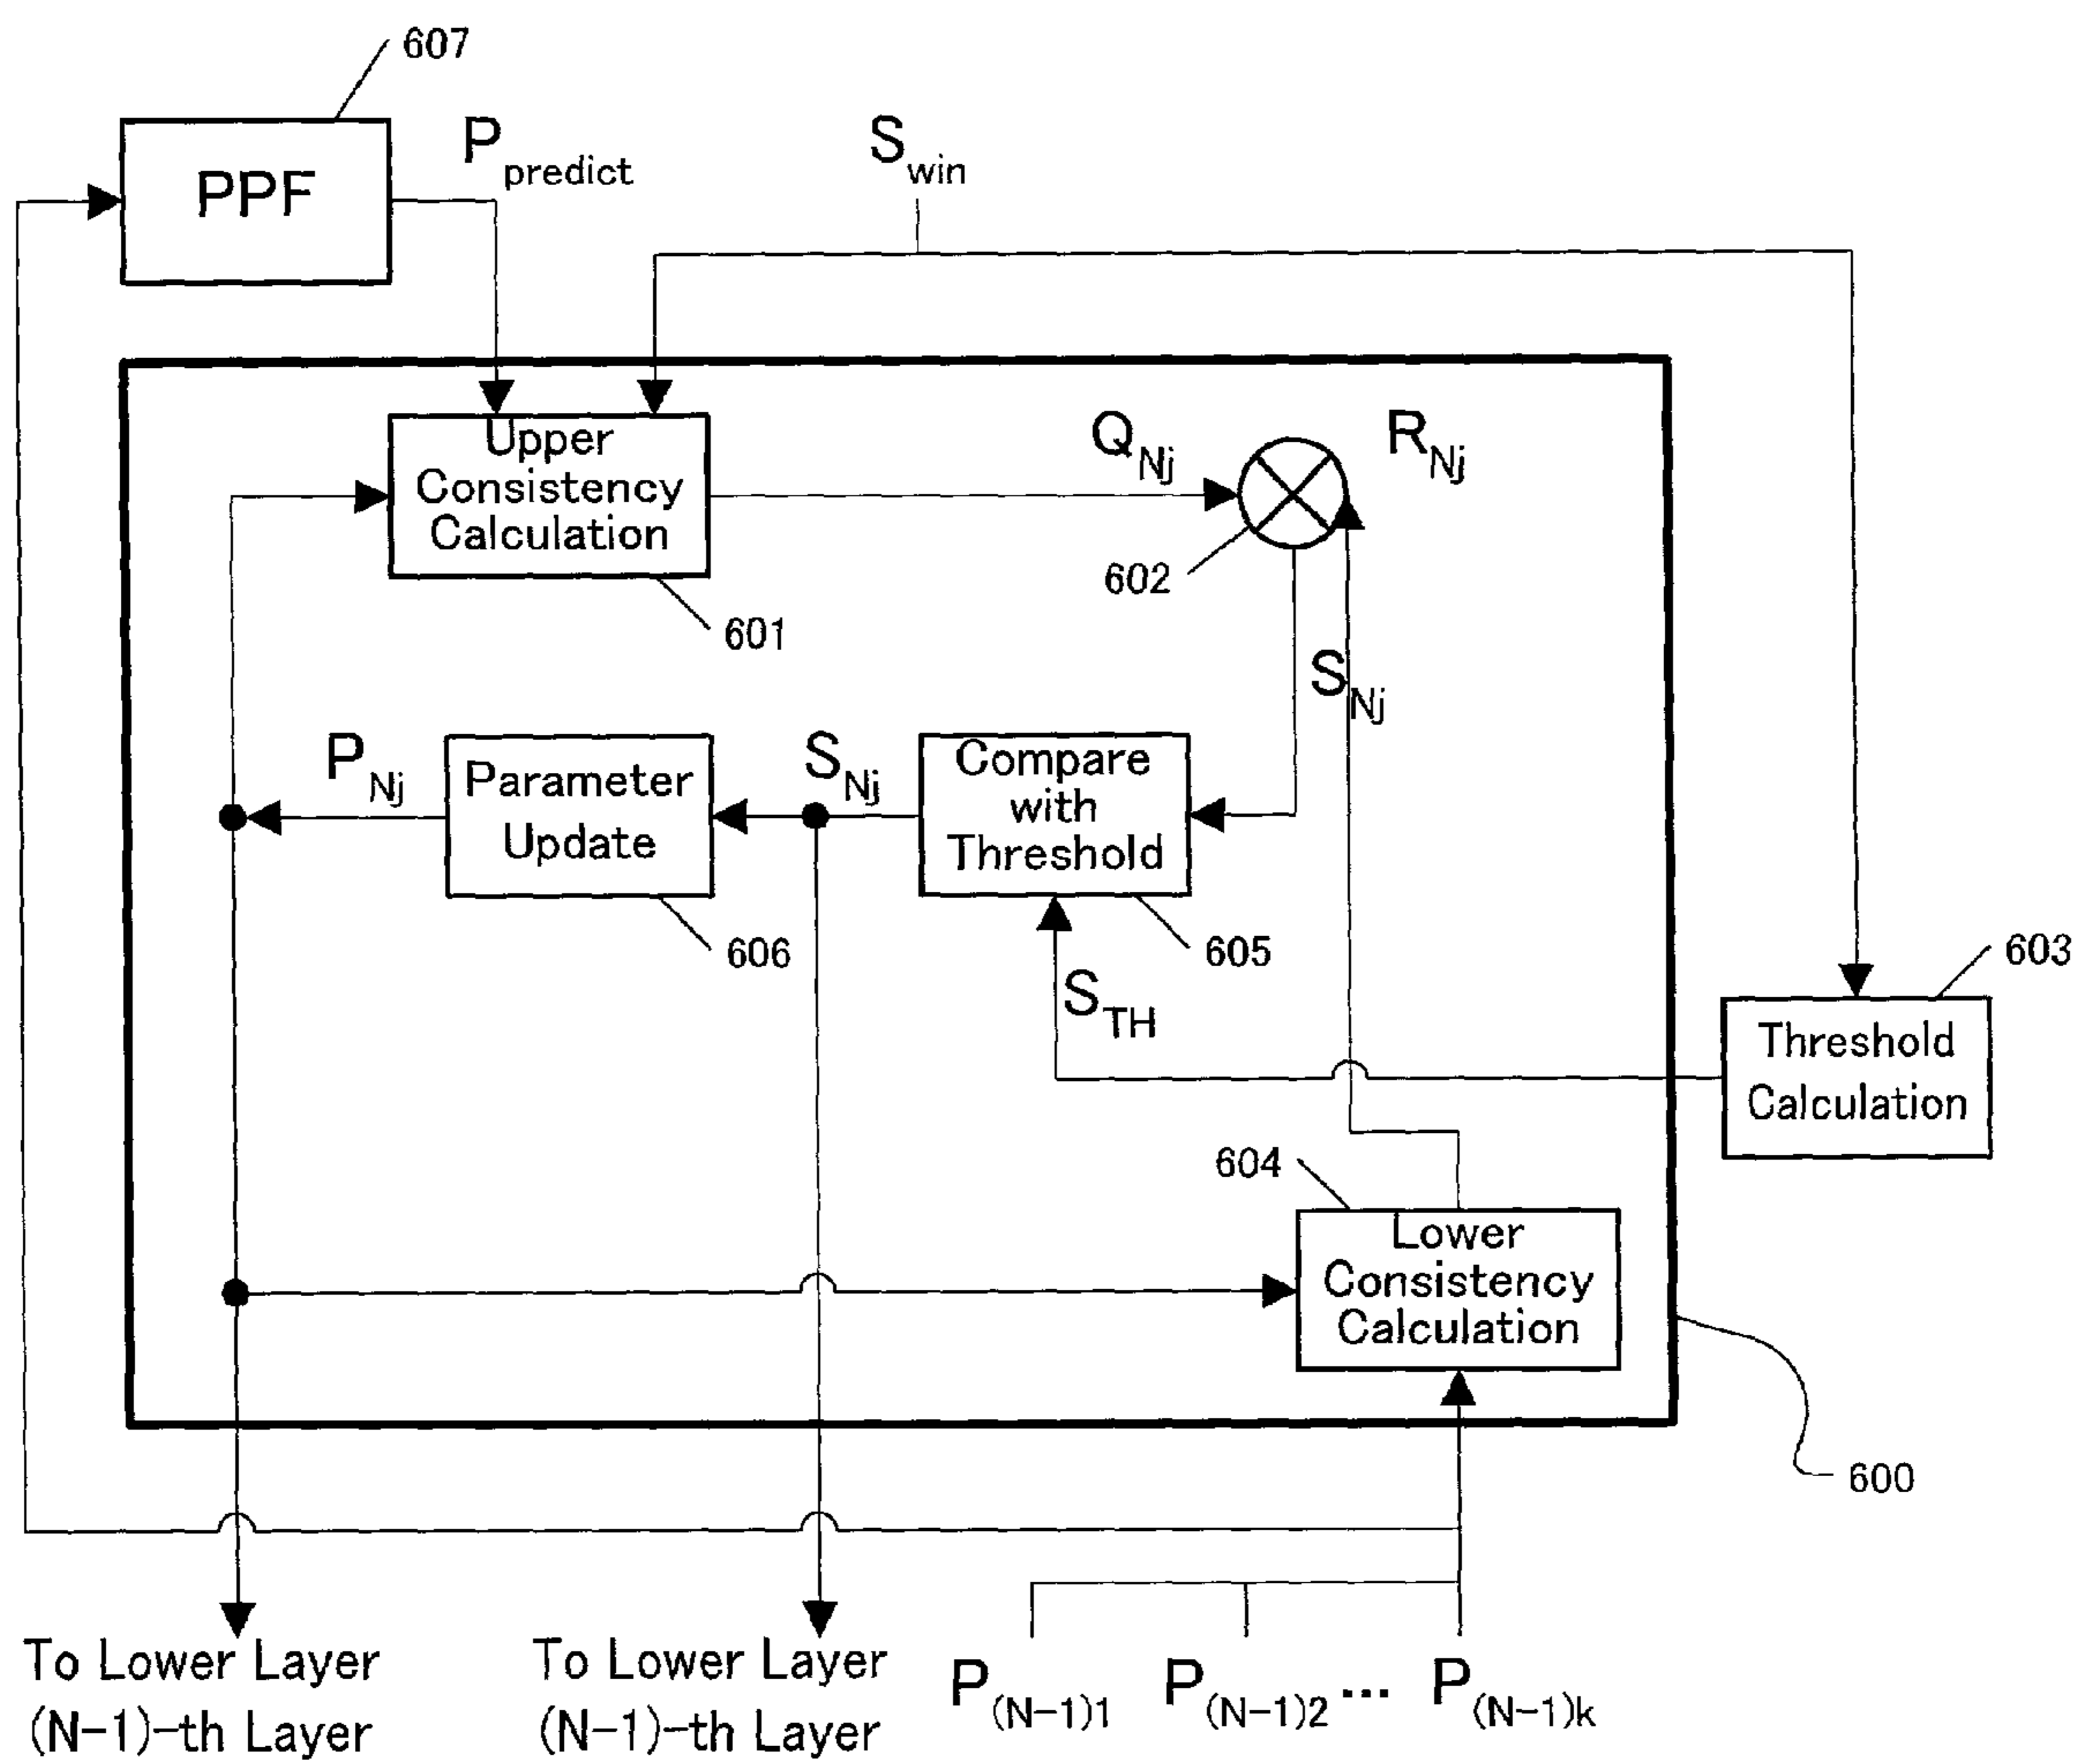 607
PPF
P predict
S win
Upper
Consistency
Calculation
601
Q Nj
R Nj
602
S Nj
P Nj
Parameter
Update
606
S Nj
Compare
with
Threshold
605
S TH
603
Threshold
Calculation
604
Lower
Consistency
Calculation
600
To Lower Layer
(N-1)-th Layer
To Lower Layer
(N-1)-th Layer
P (N-1)1 P (N-1)2 ··· P (N-1)k